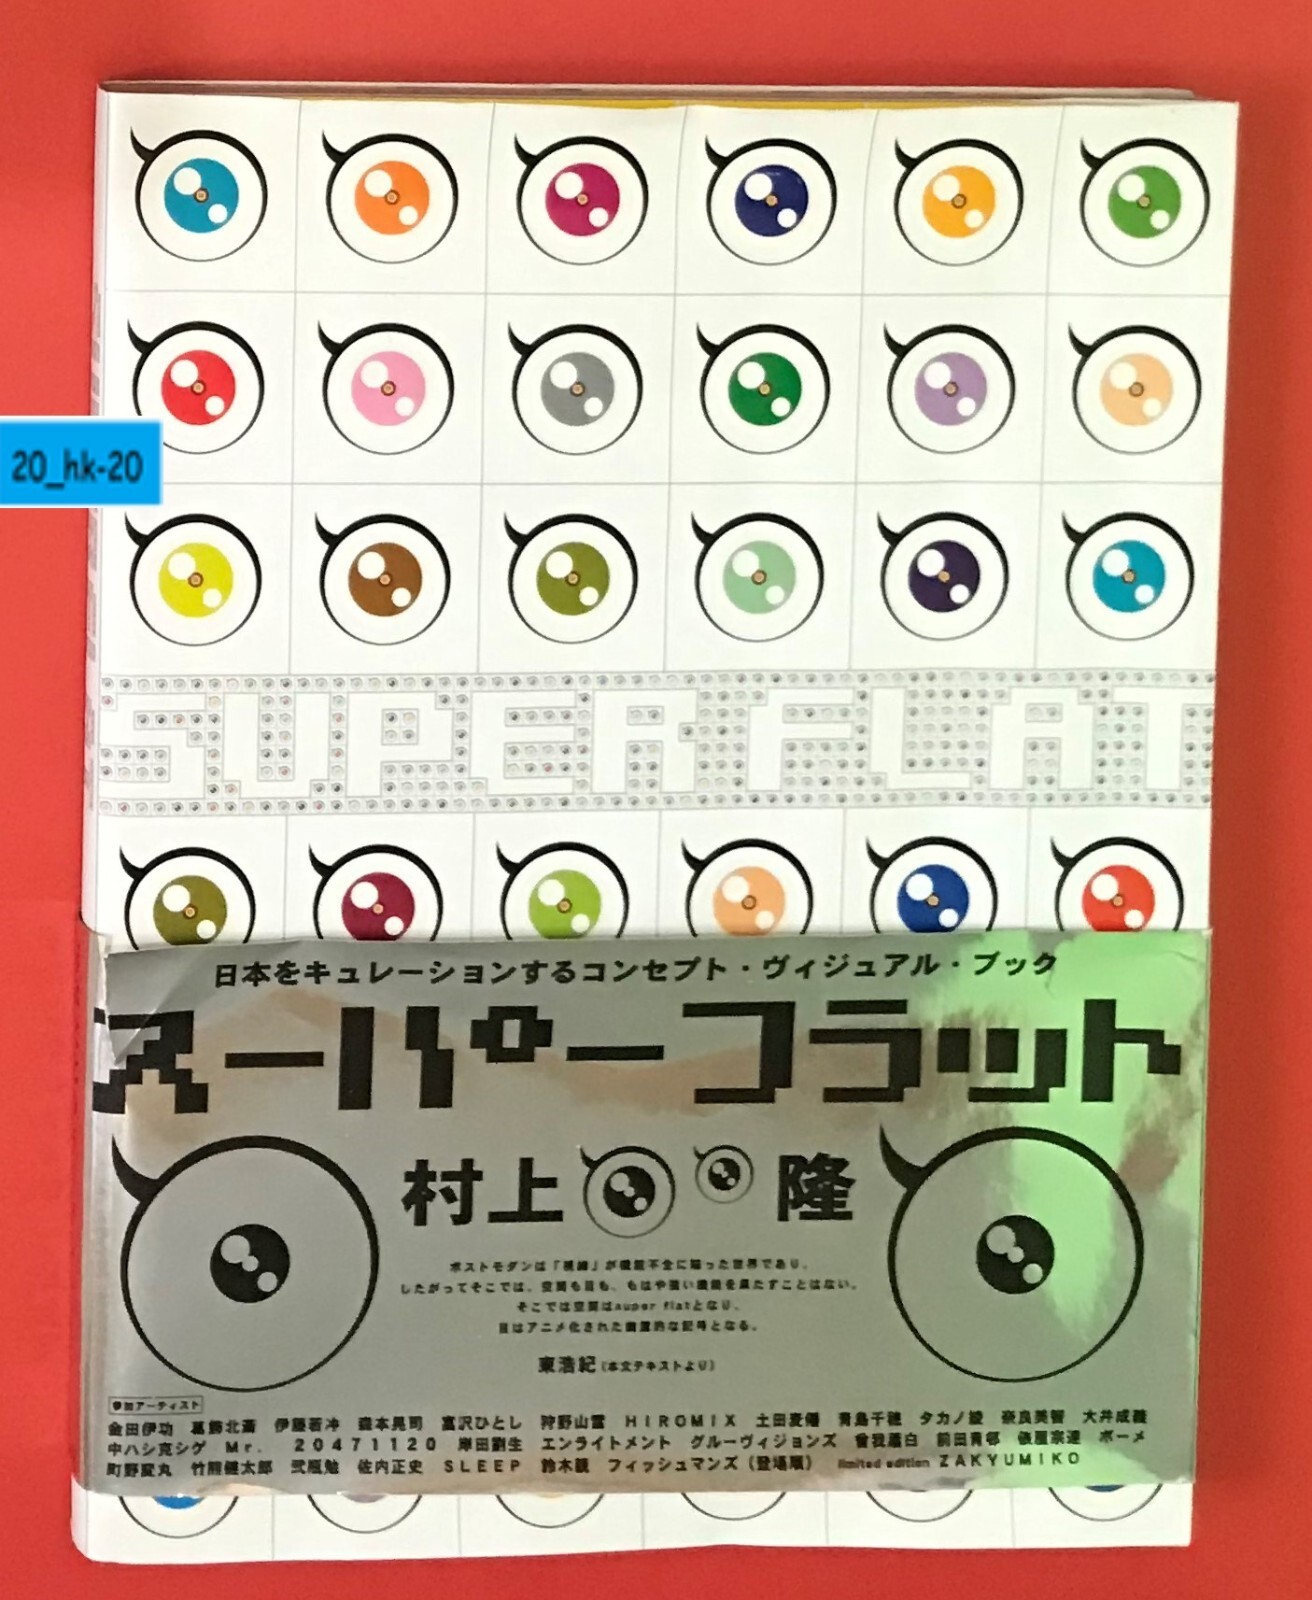 20_hk-20
SUPERFLAT
日本をキュレーションするコンセプト・ヴィジュアル・ブック
スーパーフラット
村上 隆
ポストモダンは「視線」が機能不全に陥った世界であり、
したがってそこでは、空間も目も、もはや強い機能を果たすことはない。
そこでは空間はsuper flatとなり、
目はアニメ化された幽霊的な記号となる。
東浩紀(本文テキストより)
参加アーティスト
金田伊功 葛飾北斎 伊藤若冲 森本晃司 富沢ひとし 狩野山雪 HIROMIX 土田麦僊 青島千穂 タカノ綾 奈良美智 大井成義
中ハシ克シゲ Mr. 20471120 岸田劉生 エンライトメント グルーヴィジョンズ 曾我蕭白 前田青邨 俵屋宗達 ボーメ
町野変丸 竹熊健太郎 弐瓶勉 佐内正史 SLEEP 鈴木親 フィッシュマンズ(登場順) limited edition ZAKYUMIKO